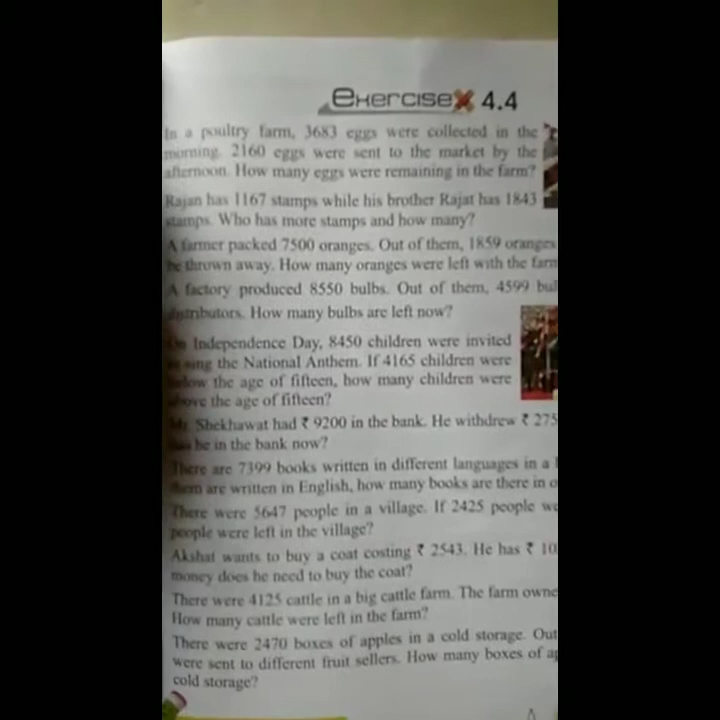 Exercise 4.4
In a poultry farm, 3683 eggs were collected in the
morning. 2160 eggs were sent to the market by the
afternoon. How many eggs were remaining in the farm?
Rajan has 1167 stamps while his brother Rajat has 1843
stamps. Who has more stamps and how many?
A farmer packed 7500 oranges. Out of them, 1859 oranges
be thrown away. How many oranges were left with the farm
A factory produced 8550 bulbs. Out of them, 4599 bul
distributors. How many bulbs are left now?
On Independence Day, 8450 children were invited
to sing the National Anthem. If 4165 children were
below the age of fifteen, how many children were
above the age of fifteen?
Mr. Shekhawat had ₹ 9200 in the bank. He withdrew ₹ 275
has he in the bank now?
There are 7399 books written in different languages in a
them are written in English, how many books are there in o
There were 5647 people in a village. If 2425 people we
people were left in the village?
Akshat wants to buy a coat costing ₹ 2543. He has ₹ 10
money does he need to buy the coat?
There were 4125 cattle in a big cattle farm. The farm owne
How many cattle were left in the farm?
There were 2470 boxes of apples in a cold storage. Out
were sent to different fruit sellers. How many boxes of ap
cold storage?